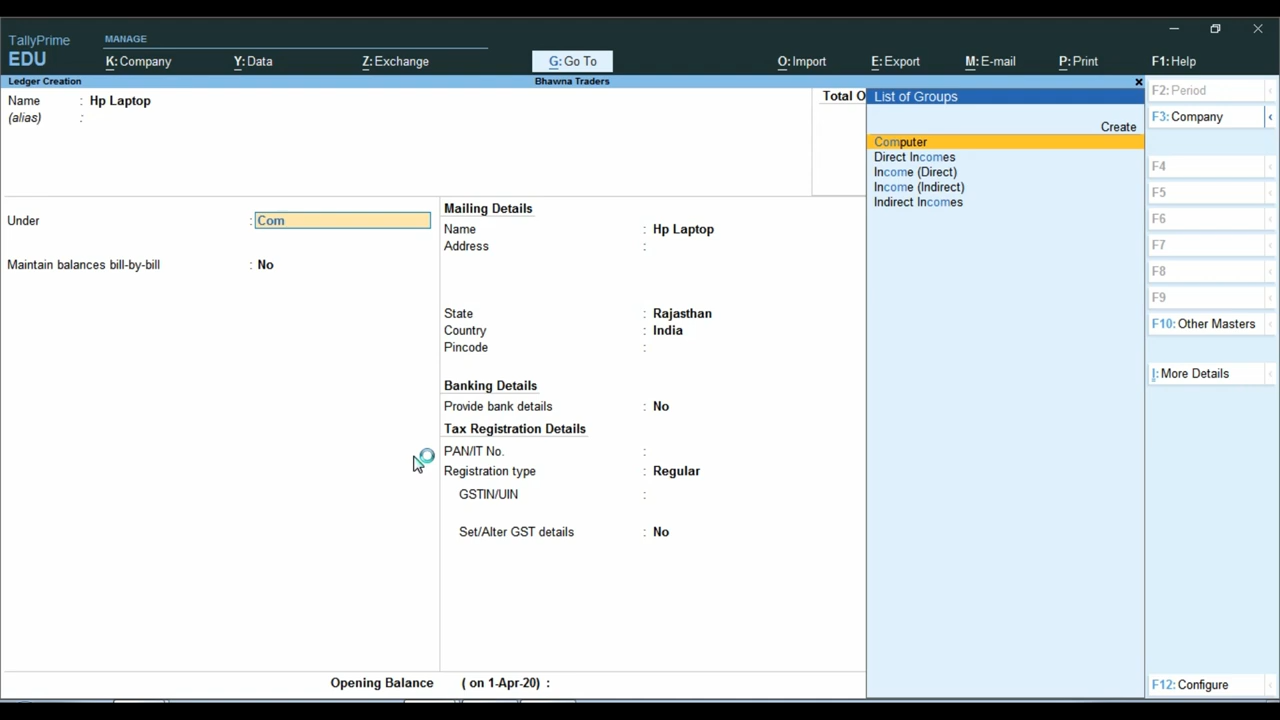 TallyPrime
EDU
MANAGE
K: Company
Y: Data
Z: Exchange
G: Go To
O: Import
E: Export
M: E-mail
P: Print
F1: Help
Ledger Creation
Bhawna Traders
Name : Hp Laptop
(alias) :
Total O
Under : Com
Maintain balances bill-by-bill : No
Mailing Details
Name : Hp Laptop
Address :
State : Rajasthan
Country : India
Pincode :
Banking Details
Provide bank details : No
Tax Registration Details
PAN/IT No. :
Registration type : Regular
GSTIN/UIN :
Set/Alter GST details : No
Opening Balance ( on 1-Apr-20) :
List of Groups
Create
Computer
Direct Incomes
Income (Direct)
Income (Indirect)
Indirect Incomes
F2: Period
F3: Company
F4
F5
F6
F7
F8
F9
F10: Other Masters
I: More Details
F12: Configure